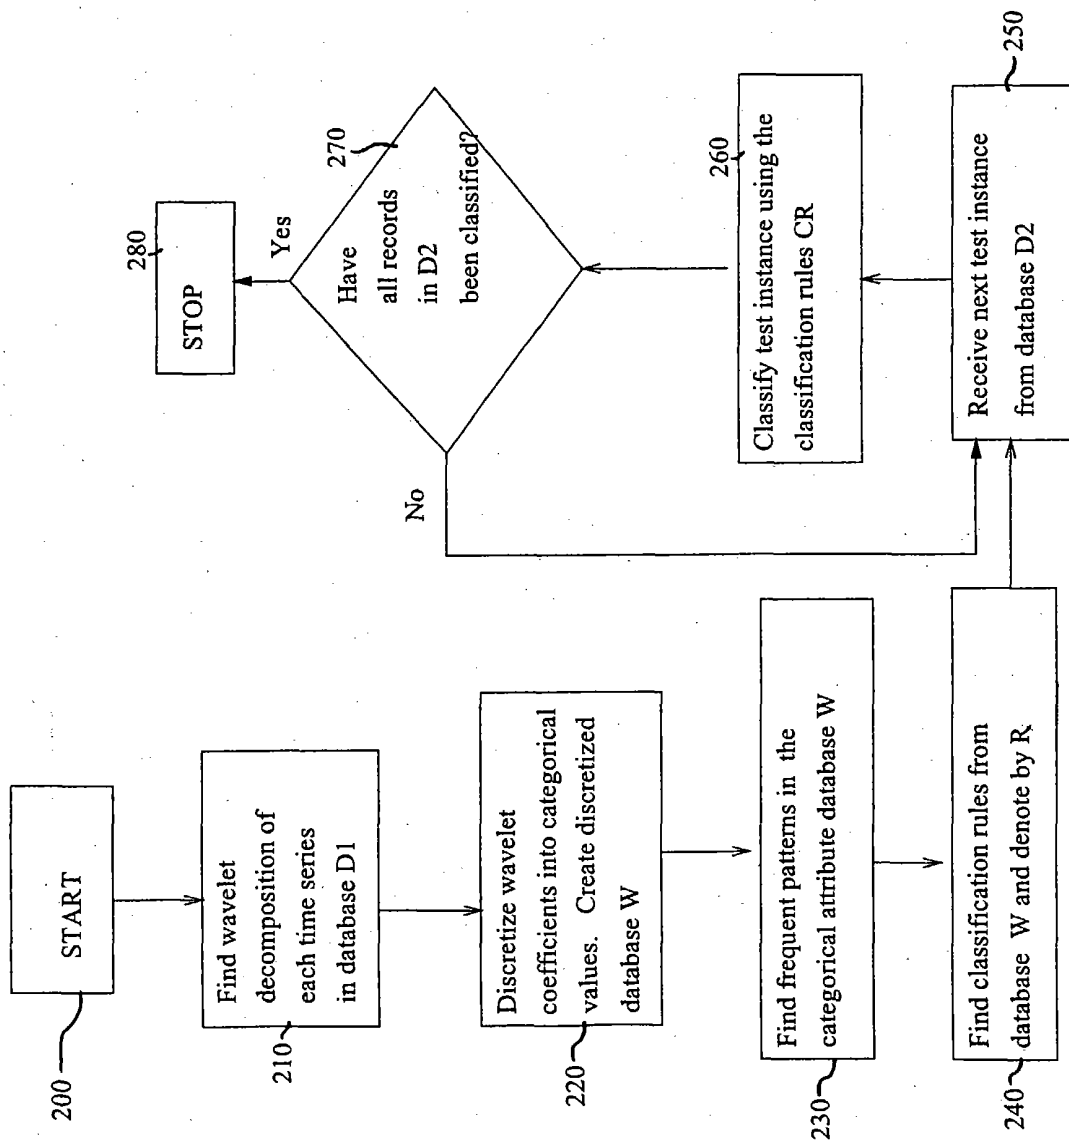 200
START
210
Find wavelet
decomposition of
each time series
in database D1
220
Discretize wavelet
coefficients into categorical
values. Create discretized
database W
230
Find frequent patterns in the
categorical attribute database W
240
Find classification rules from
database W and denote by R
250
Receive next test instance
from database D2
260
Classify test instance using the
classification rules CR
270
Have
all records
in D2
been classified?
No
Yes
280
STOP